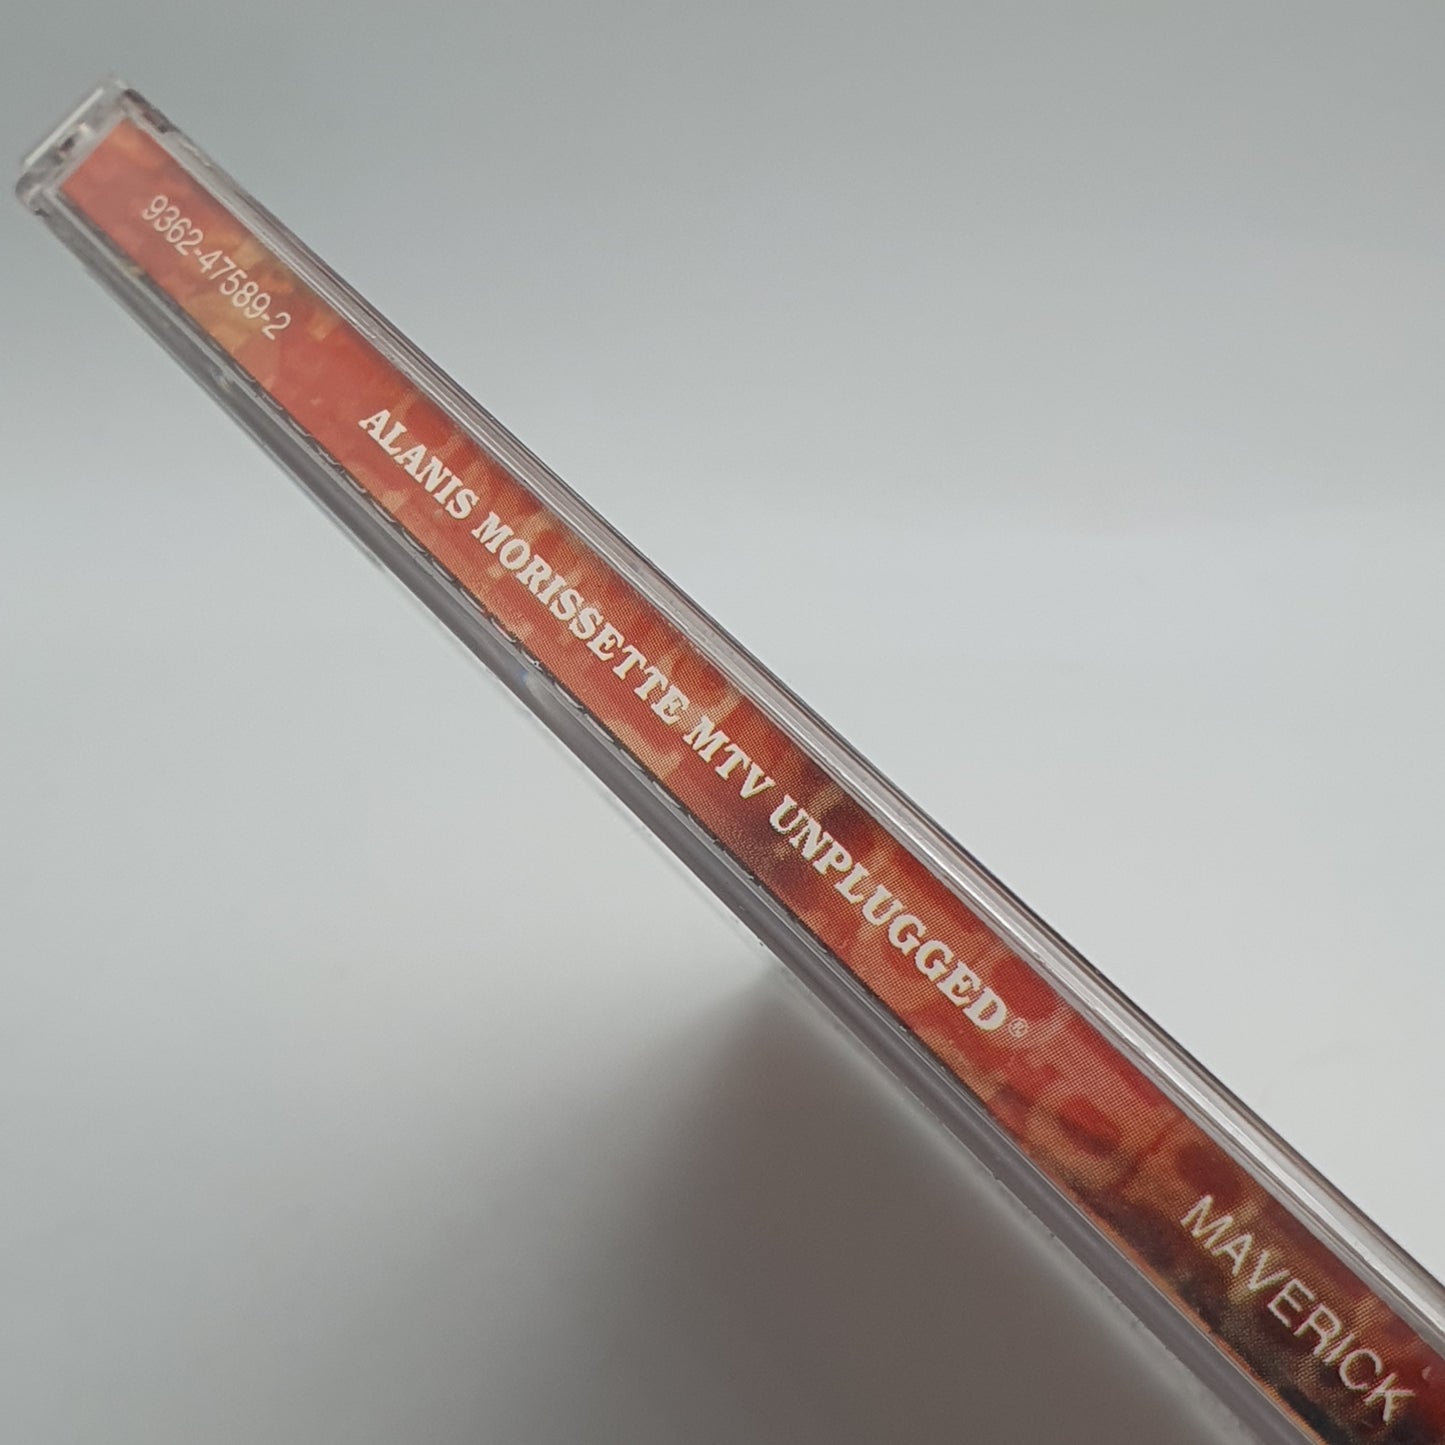 9362-47589-2
ALANIS MORISSETTE MTV UNPLUGGED®
MAVERICK